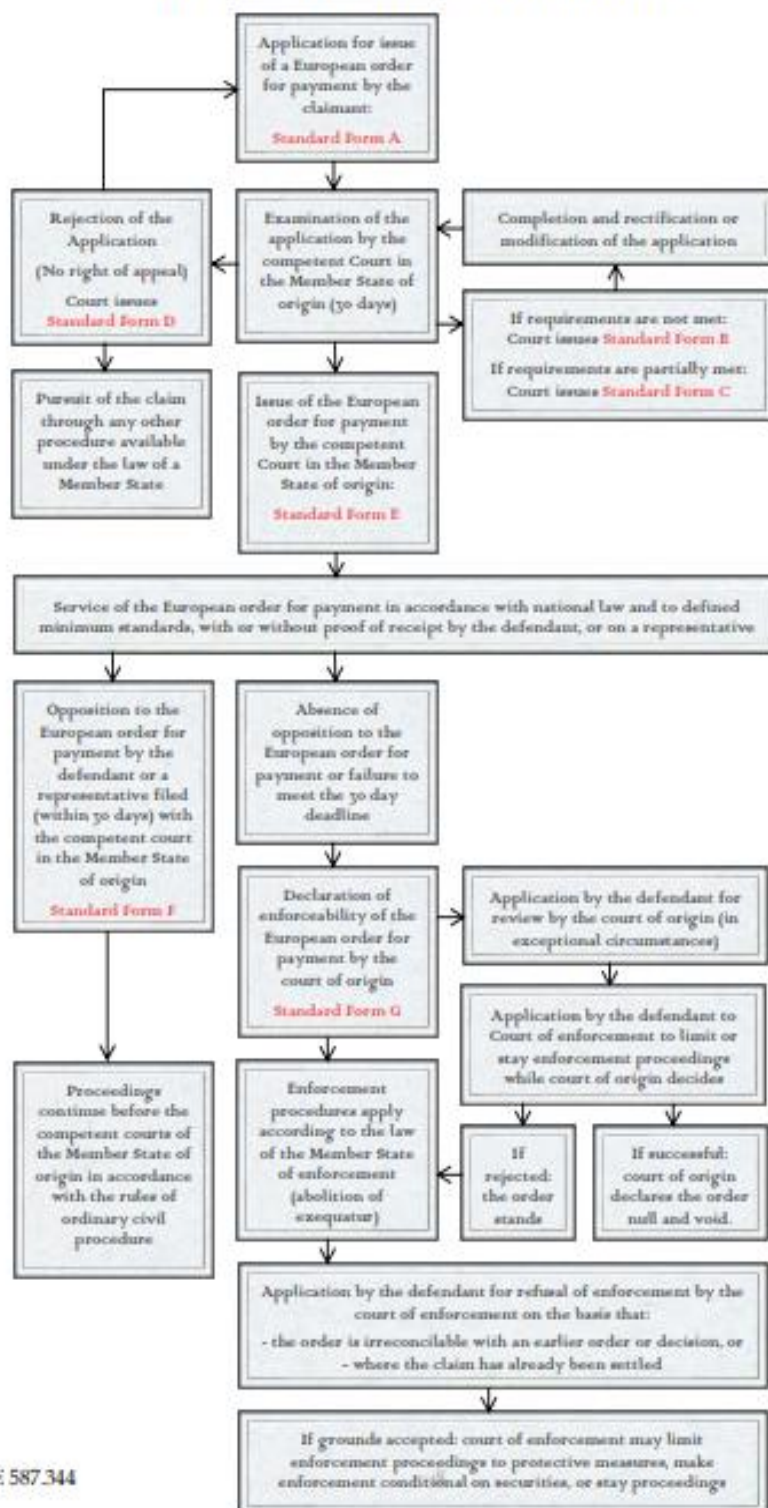 Application for issue
of a European order
for payment by the
claimant:
Standard Form A
Rejection of the
Application
(No right of appeal)
Court issues
Standard Form D
Examination of the
application by the
competent Court in
the Member State of
origin (30 days)
Completion and rectification or
modification of the application
If requirements are not met:
Court issues Standard Form B
If requirements are partially met:
Court issues Standard Form C
Pursuit of the claim
through any other
procedure available
under the law of a
Member State
Issue of the European
order for payment
by the competent
Court in the Member
State of origin:
Standard Form E
Service of the European order for payment in accordance with national law and to defined
minimum standards, with or without proof of receipt by the defendant, or on a representative
Opposition to the
European order for
payment by the
defendant or a
representative filed
(within 30 days) with
the competent court
in the Member State
of origin
Standard Form F
Absence of
opposition to the
European order for
payment or failure to
meet the 30 day
deadline
Declaration of
enforceability of the
European order for
payment by the
court of origin
Standard Form G
Application by the defendant for
review by the court of origin (in
exceptional circumstances)
Application by the defendant to
Court of enforcement to limit or
stay enforcement proceedings
while court of origin decides
Proceedings
continue before the
competent courts of
the Member State of
origin in accordance
with the rules of
ordinary civil
procedure
Enforcement
procedures apply
according to the law
of the Member State
of enforcement
(abolition of
exequatur)
If
rejected:
the order
stands
If successful:
court of origin
declares the order
null and void.
Application by the defendant for refusal of enforcement by the
court of enforcement on the basis that:
- the order is irreconcilable with an earlier order or decision, or
- where the claim has already been settled
If grounds accepted: court of enforcement may limit
enforcement proceedings to protective measures, make
enforcement conditional on securities, or stay proceedings
587.344